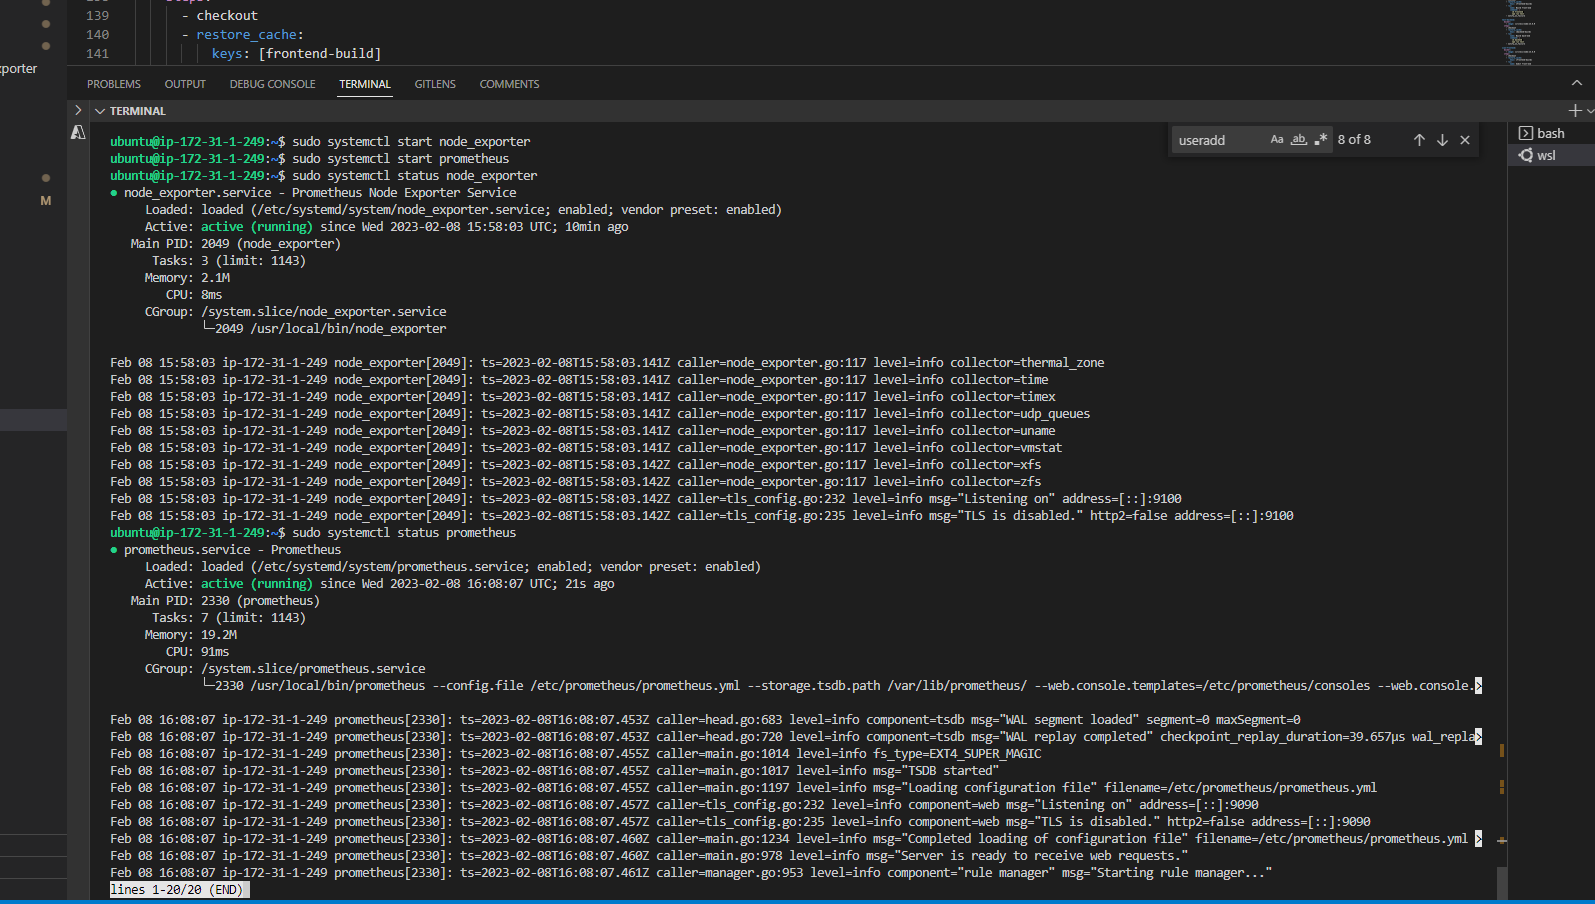 139 - checkout
140 - restore_cache:
141 keys: [frontend-build]
xporter
M
PROBLEMS OUTPUT DEBUG CONSOLE TERMINAL GITLENS COMMENTS
TERMINAL
useradd Aa ab, .* 8 of 8
bash
wsl
ubuntu@ip-172-31-1-249:~$ sudo systemctl start node_exporter
ubuntu@ip-172-31-1-249:~$ sudo systemctl start prometheus
ubuntu@ip-172-31-1-249:~$ sudo systemctl status node_exporter
● node_exporter.service - Prometheus Node Exporter Service
Loaded: loaded (/etc/systemd/system/node_exporter.service; enabled; vendor preset: enabled)
Active: active (running) since Wed 2023-02-08 15:58:03 UTC; 10min ago
Main PID: 2049 (node_exporter)
Tasks: 3 (limit: 1143)
Memory: 2.1M
CPU: 8ms
CGroup: /system.slice/node_exporter.service
└─2049 /usr/local/bin/node_exporter
Feb 08 15:58:03 ip-172-31-1-249 node_exporter[2049]: ts=2023-02-08T15:58:03.141Z caller=node_exporter.go:117 level=info collector=thermal_zone
Feb 08 15:58:03 ip-172-31-1-249 node_exporter[2049]: ts=2023-02-08T15:58:03.141Z caller=node_exporter.go:117 level=info collector=time
Feb 08 15:58:03 ip-172-31-1-249 node_exporter[2049]: ts=2023-02-08T15:58:03.141Z caller=node_exporter.go:117 level=info collector=timex
Feb 08 15:58:03 ip-172-31-1-249 node_exporter[2049]: ts=2023-02-08T15:58:03.141Z caller=node_exporter.go:117 level=info collector=udp_queues
Feb 08 15:58:03 ip-172-31-1-249 node_exporter[2049]: ts=2023-02-08T15:58:03.141Z caller=node_exporter.go:117 level=info collector=uname
Feb 08 15:58:03 ip-172-31-1-249 node_exporter[2049]: ts=2023-02-08T15:58:03.141Z caller=node_exporter.go:117 level=info collector=vmstat
Feb 08 15:58:03 ip-172-31-1-249 node_exporter[2049]: ts=2023-02-08T15:58:03.142Z caller=node_exporter.go:117 level=info collector=xfs
Feb 08 15:58:03 ip-172-31-1-249 node_exporter[2049]: ts=2023-02-08T15:58:03.142Z caller=node_exporter.go:117 level=info collector=zfs
Feb 08 15:58:03 ip-172-31-1-249 node_exporter[2049]: ts=2023-02-08T15:58:03.142Z caller=tls_config.go:232 level=info msg="Listening on" address=[::]:9100
Feb 08 15:58:03 ip-172-31-1-249 node_exporter[2049]: ts=2023-02-08T15:58:03.142Z caller=tls_config.go:235 level=info msg="TLS is disabled." http2=false address=[::]:9100
ubuntu@ip-172-31-1-249:~$ sudo systemctl status prometheus
● prometheus.service - Prometheus
Loaded: loaded (/etc/systemd/system/prometheus.service; enabled; vendor preset: enabled)
Active: active (running) since Wed 2023-02-08 16:08:07 UTC; 21s ago
Main PID: 2330 (prometheus)
Tasks: 7 (limit: 1143)
Memory: 19.2M
CPU: 91ms
CGroup: /system.slice/prometheus.service
└─2330 /usr/local/bin/prometheus --config.file /etc/prometheus/prometheus.yml --storage.tsdb.path /var/lib/prometheus/ --web.console.templates=/etc/prometheus/consoles --web.console.>
Feb 08 16:08:07 ip-172-31-1-249 prometheus[2330]: ts=2023-02-08T16:08:07.453Z caller=head.go:683 level=info component=tsdb msg="WAL segment loaded" segment=0 maxSegment=0
Feb 08 16:08:07 ip-172-31-1-249 prometheus[2330]: ts=2023-02-08T16:08:07.453Z caller=head.go:720 level=info component=tsdb msg="WAL replay completed" checkpoint_replay_duration=39.657µs wal_repla>
Feb 08 16:08:07 ip-172-31-1-249 prometheus[2330]: ts=2023-02-08T16:08:07.455Z caller=main.go:1014 level=info fs_type=EXT4_SUPER_MAGIC
Feb 08 16:08:07 ip-172-31-1-249 prometheus[2330]: ts=2023-02-08T16:08:07.455Z caller=main.go:1017 level=info msg="TSDB started"
Feb 08 16:08:07 ip-172-31-1-249 prometheus[2330]: ts=2023-02-08T16:08:07.455Z caller=main.go:1197 level=info msg="Loading configuration file" filename=/etc/prometheus/prometheus.yml
Feb 08 16:08:07 ip-172-31-1-249 prometheus[2330]: ts=2023-02-08T16:08:07.457Z caller=tls_config.go:232 level=info component=web msg="Listening on" address=[::]:9090
Feb 08 16:08:07 ip-172-31-1-249 prometheus[2330]: ts=2023-02-08T16:08:07.457Z caller=tls_config.go:235 level=info component=web msg="TLS is disabled." http2=false address=[::]:9090
Feb 08 16:08:07 ip-172-31-1-249 prometheus[2330]: ts=2023-02-08T16:08:07.460Z caller=main.go:1234 level=info msg="Completed loading of configuration file" filename=/etc/prometheus/prometheus.yml >
Feb 08 16:08:07 ip-172-31-1-249 prometheus[2330]: ts=2023-02-08T16:08:07.460Z caller=main.go:978 level=info msg="Server is ready to receive web requests."
Feb 08 16:08:07 ip-172-31-1-249 prometheus[2330]: ts=2023-02-08T16:08:07.461Z caller=manager.go:953 level=info component="rule manager" msg="Starting rule manager..."
lines 1-20/20 (END)